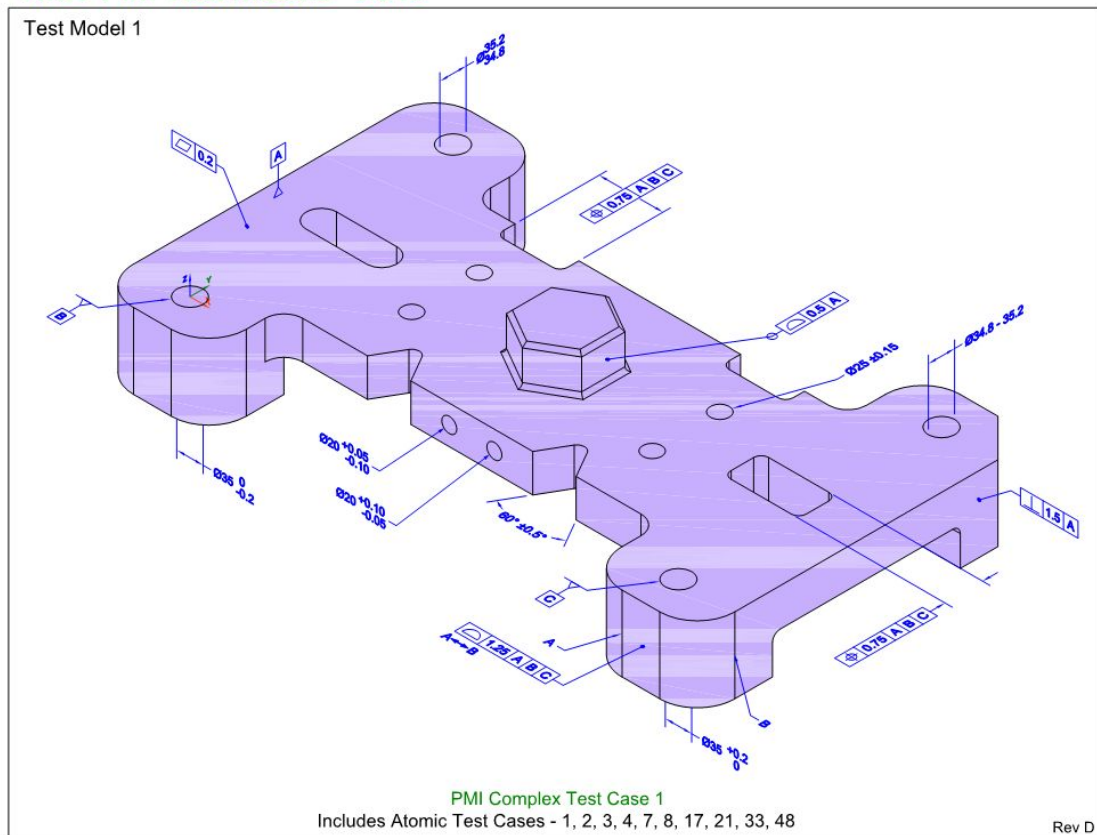 Test Model 1
Ø35.2
34.8
⏥ 0.2
A
⌖ 0.75 A B C
B
Z
Y
X
⌓ 0.5 A
Ø34.8 - 35.2
Ø25 ±0.15
Ø20 +0.05
-0.10
Ø35 0
-0.2
Ø20 +0.10
-0.05
60° ±0.5°
⟂ 1.5 A
C
⌓ 1.25 A B C
A↔B
A
⌖ 0.75 A B C
B
Ø35 +0.2
0
PMI Complex Test Case 1
Includes Atomic Test Cases - 1, 2, 3, 4, 7, 8, 17, 21, 33, 48
Rev D